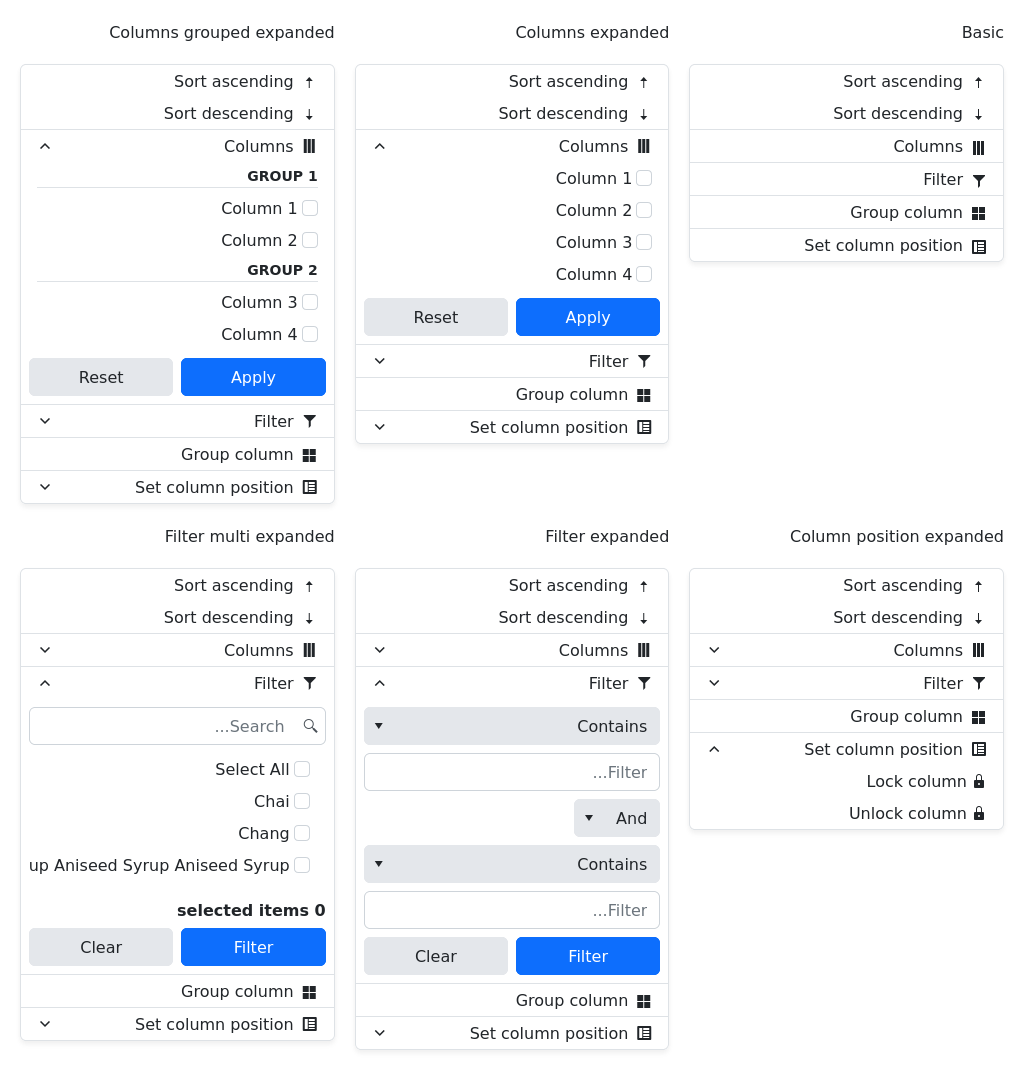 Basic
Sort ascending
Sort descending
Columns
Filter
Group column
Set column position
Columns expanded
Sort ascending
Sort descending
Columns
Column 1
Column 2
Column 3
Column 4
Apply
Reset
Filter
Group column
Set column position
Columns grouped expanded
Sort ascending
Sort descending
Columns
GROUP 1
Column 1
Column 2
GROUP 2
Column 3
Column 4
Apply
Reset
Filter
Group column
Set column position
Column position expanded
Sort ascending
Sort descending
Columns
Filter
Group column
Set column position
Lock column
Unlock column
Filter expanded
Sort ascending
Sort descending
Columns
Filter
Contains
...Filter
And
Contains
...Filter
Filter
Clear
Group column
Set column position
Filter multi expanded
Sort ascending
Sort descending
Columns
Filter
...Search
Select All
Chai
Chang
up Aniseed Syrup Aniseed Syrup
selected items 0
Filter
Clear
Group column
Set column position